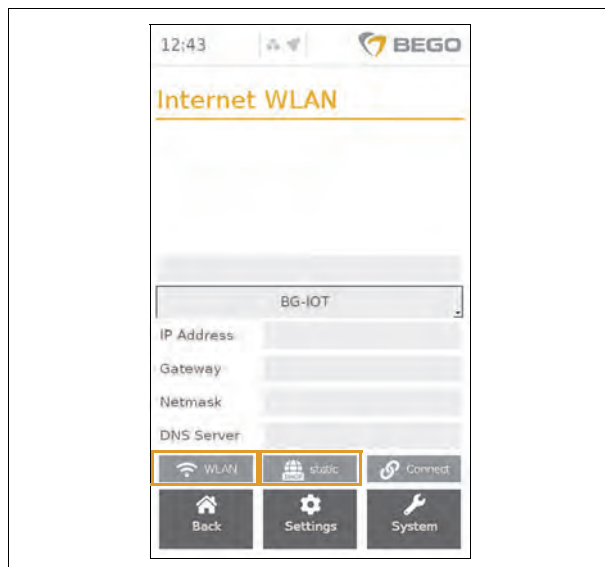 12:43 BEGO
Internet WLAN
BG-IOT
IP Address
Gateway
Netmask
DNS Server
WLAN static Connect
Back Settings System